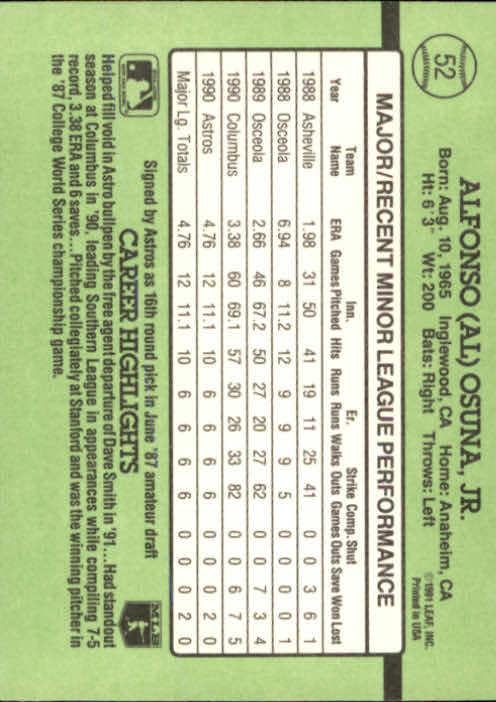 52
ALFONSO (AL) OSUNA, JR.
Born: Aug. 10, 1965 Inglewood, CA Home: Anaheim, CA
Ht: 6' 3" Wt: 200 Bats: Right Throws: Left
©1991 LEAF, INC.
Printed in USA
MAJOR/RECENT MINOR LEAGUE PERFORMANCE
Team Inn. Er. Strike Comp. Shut
Year Name ERA Games Pitched Hits Runs Runs Walks Outs Games Outs Save Won Lost
1988 Asheville 1.98 31 50 41 19 11 25 41 0 0 3 6 1
1988 Osceola 6.94 8 11.2 12 9 9 9 5 0 0 0 0 1
1989 Osceola 2.66 46 67.2 50 27 20 27 62 0 0 7 3 4
1990 Columbus 3.38 60 69.1 57 30 26 33 82 0 0 6 7 5
1990 Astros 4.76 12 11.1 10 6 6 6 6 0 0 0 2 0
Major Lg. Totals 4.76 12 11.1 10 6 6 6 6 0 0 0 2 0
Signed by Astros as 16th round pick in June '87 amateur draft
CAREER HIGHLIGHTS
Helped fill void in Astro bullpen by the free agent departure of Dave Smith in '91...Had standout
season at Columbus in '90, leading Southern League in appearances while compiling 7-5
record, 3.38 ERA and 6 saves...Pitched collegiately at Stanford and was the winning pitcher in
the '87 College World Series championship game.